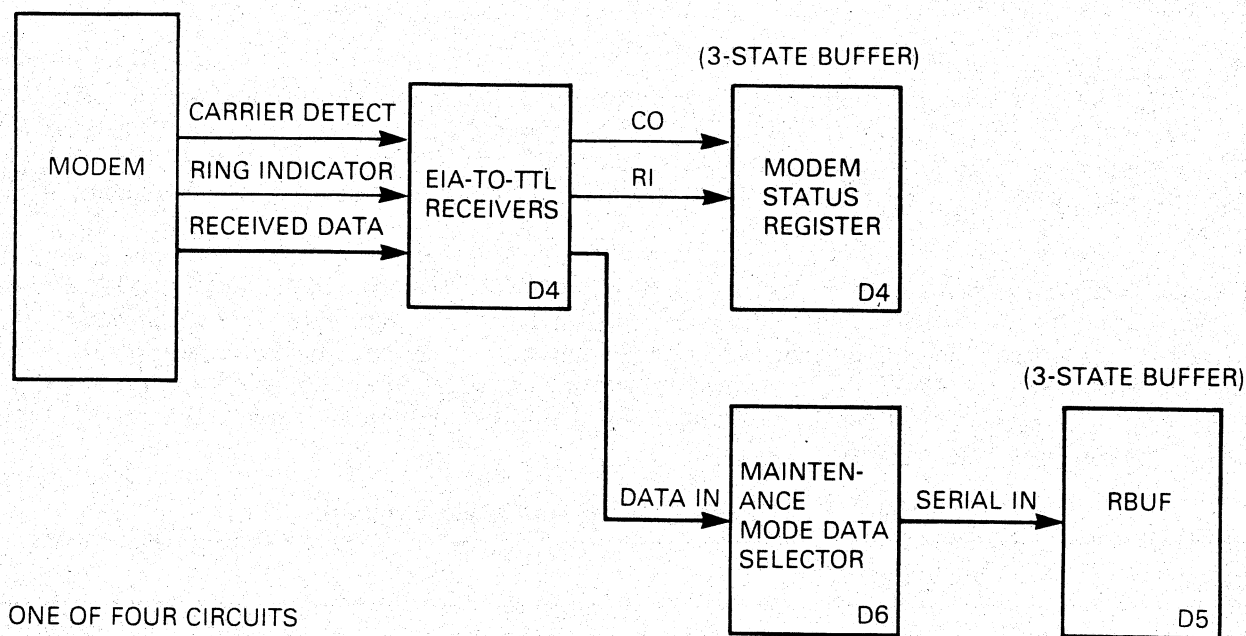 (3-STATE BUFFER)
CARRIER DETECT
CO
MODEM
RING INDICATOR
EIA-TO-TTL
RECEIVERS
RI
MODEM
STATUS
REGISTER
RECEIVED DATA
D4
D4
(3-STATE BUFFER)
DATA IN
MAINTEN-
ANCE
MODE DATA
SELECTOR
SERIAL IN
RBUF
D6
D5
ONE OF FOUR CIRCUITS